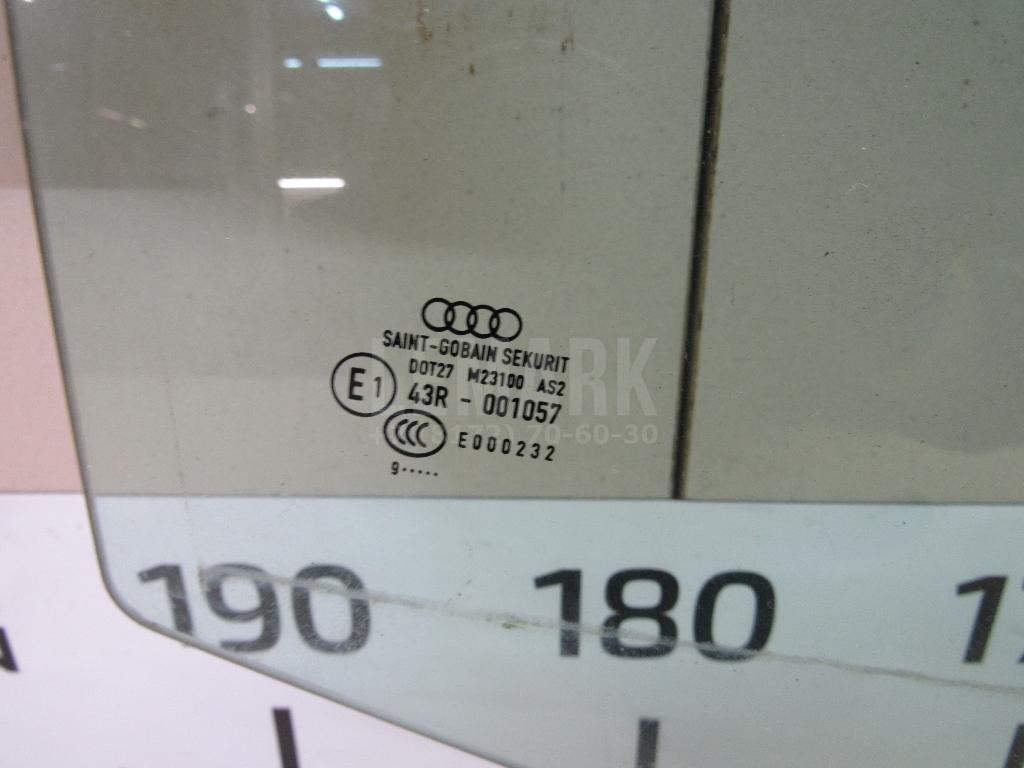 SAINT-GOBAIN SEKURIT
DOT27 M23100 AS2
E1 43R - 001057
CCC E000232
9.....
190 180